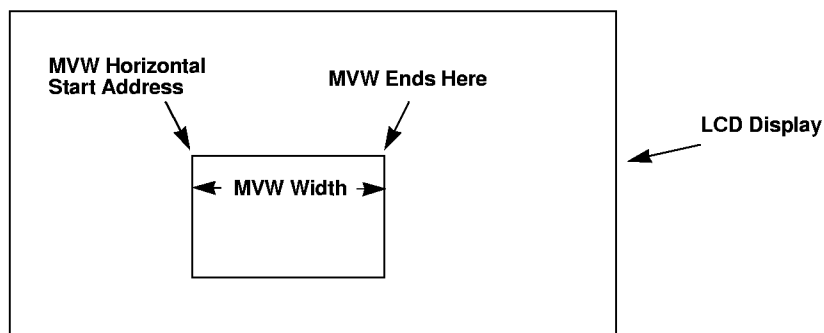 MVW Horizontal
Start Address
MVW Ends Here
LCD Display
MVW Width